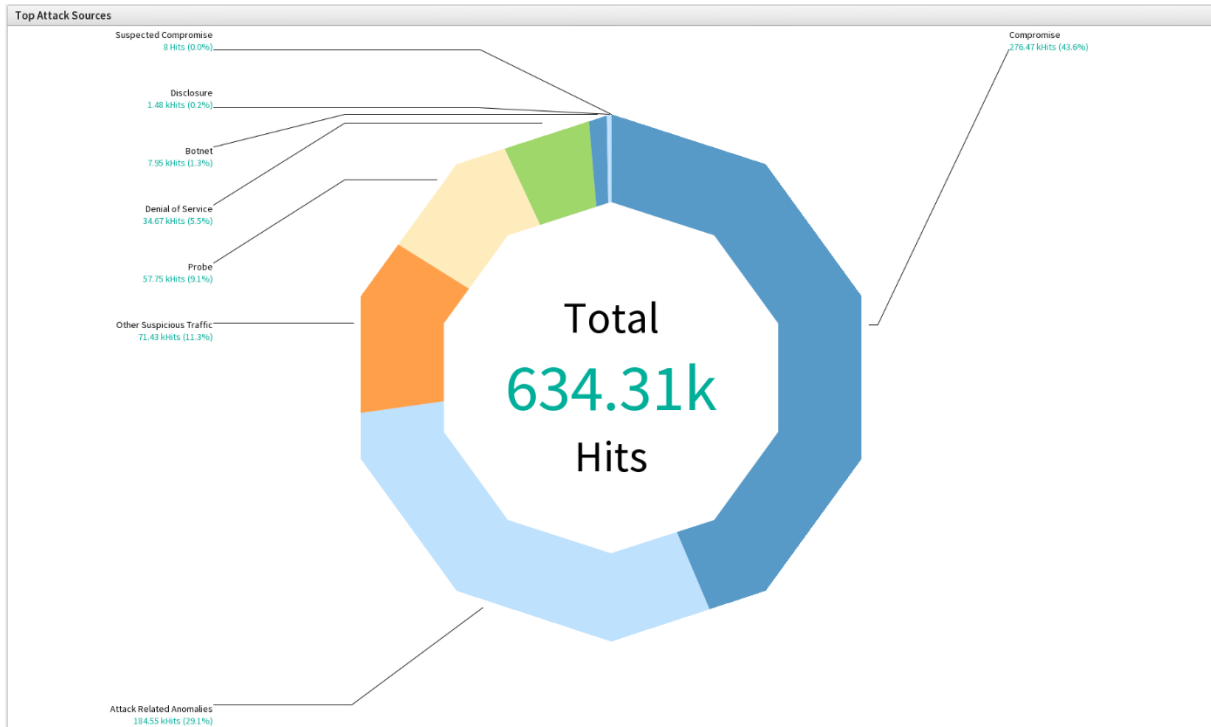 Top Attack Sources
Suspected Compromise
8 Hits (0.0%)
Compromise
276.47 kHits (43.6%)
Disclosure
1.48 kHits (0.2%)
Botnet
7.95 kHits (1.3%)
Denial of Service
34.67 kHits (5.5%)
Probe
57.75 kHits (9.1%)
Other Suspicious Traffic
71.43 kHits (11.3%)
Total
634.31k
Hits
Attack Related Anomalies
184.55 kHits (29.1%)